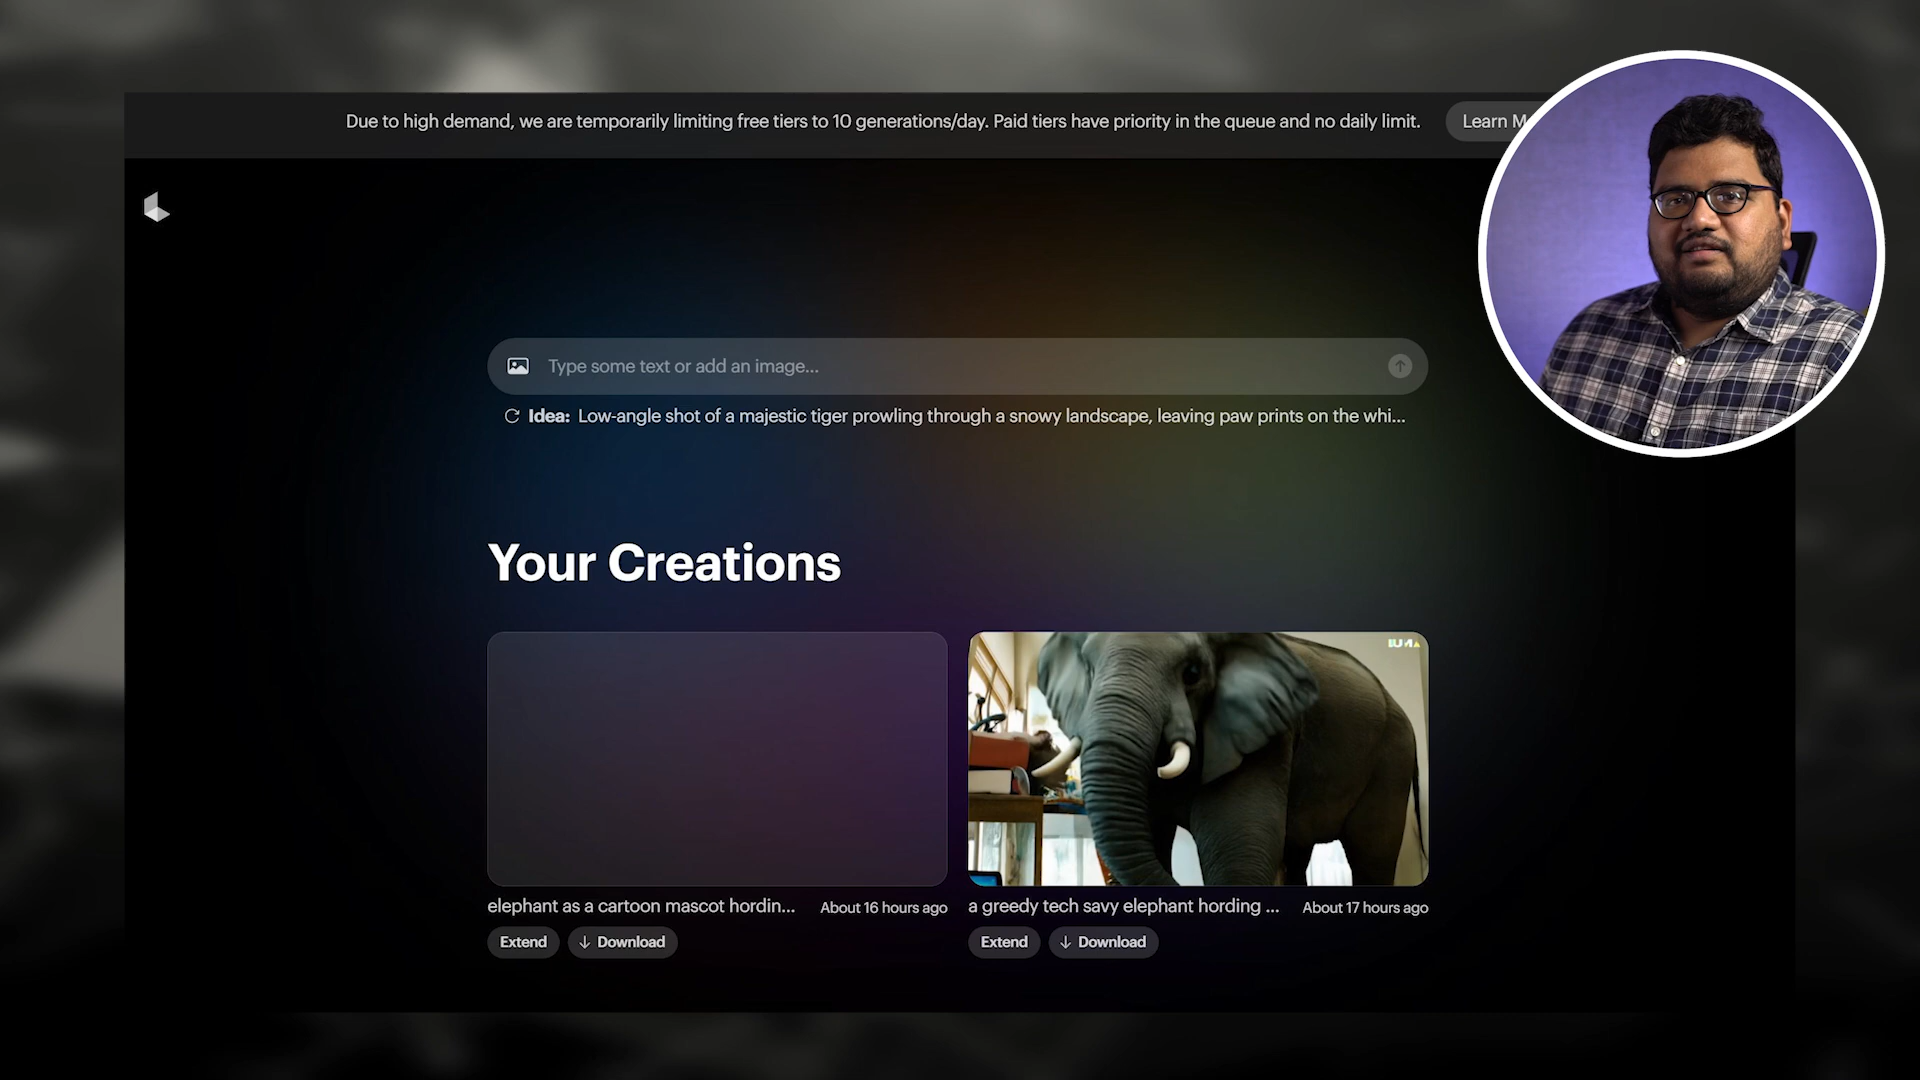 Due to high demand, we are temporarily limiting free tiers to 10 generations/day. Paid tiers have priority in the queue and no daily limit.
Learn M
Type some text or add an image...
Idea: Low-angle shot of a majestic tiger prowling through a snowy landscape, leaving paw prints on the whi...
Your Creations
LUMA
elephant as a cartoon mascot hordin... About 16 hours ago
a greedy tech savy elephant hording ... About 17 hours ago
Extend Download
Extend Download